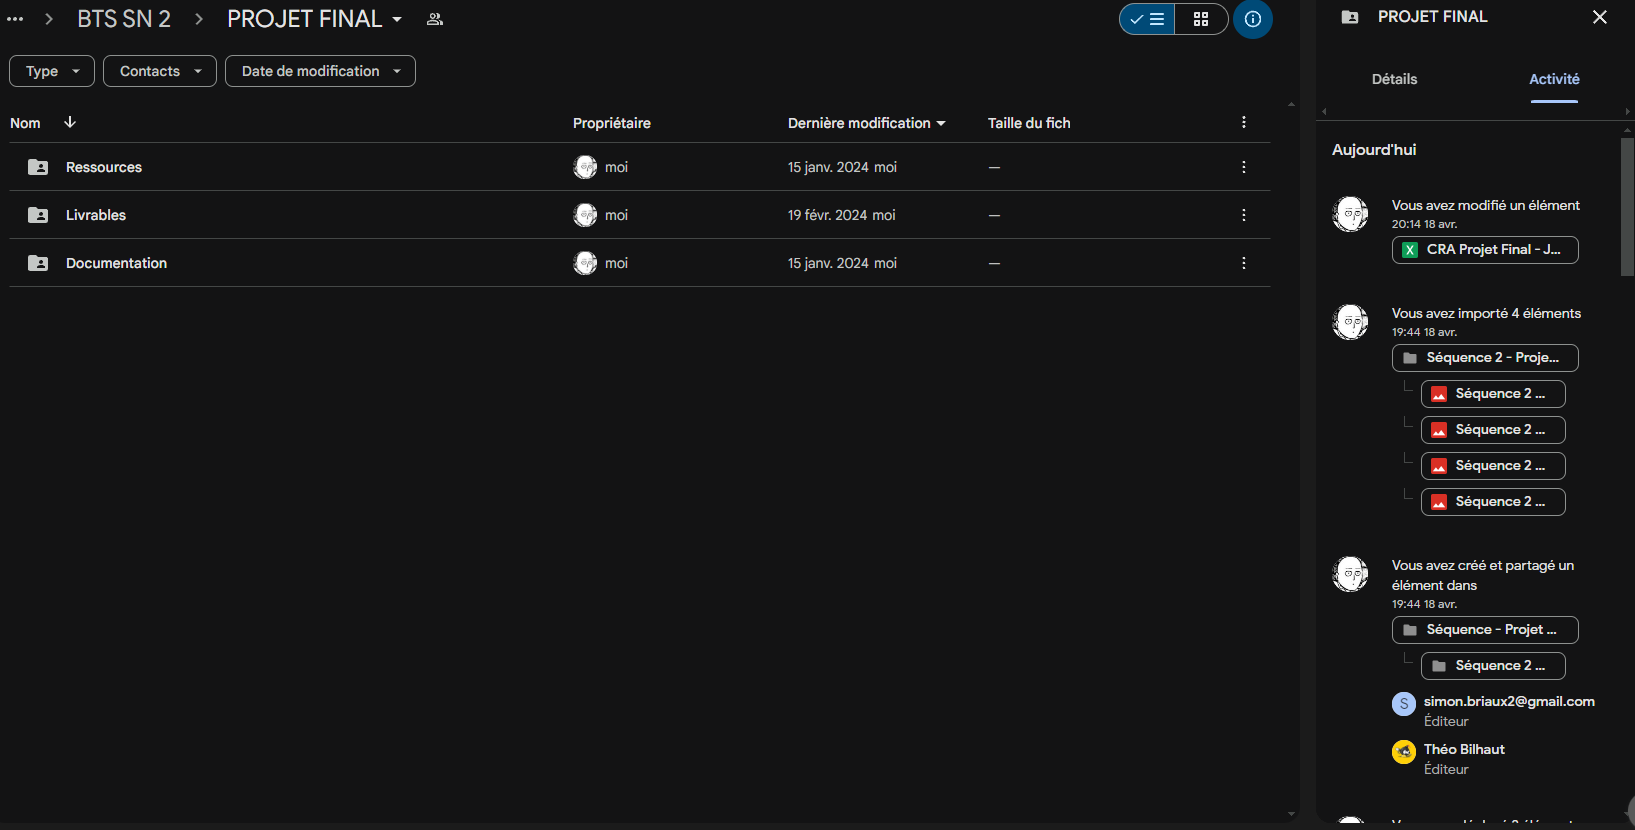 BTS SN 2
PROJET FINAL
Type
Contacts
Date de modification
Nom
Propriétaire
Dernière modification
Taille du fich
Ressources
moi
15 janv. 2024 moi
—
Livrables
moi
19 févr. 2024 moi
—
Documentation
moi
15 janv. 2024 moi
—
PROJET FINAL
Détails
Activité
Aujourd'hui
Vous avez modifié un élément
20:14 18 avr.
X
CRA Projet Final - J...
Vous avez importé 4 éléments
19:44 18 avr.
Séquence 2 - Proje...
Séquence 2 ...
Séquence 2 ...
Séquence 2 ...
Séquence 2 ...
Vous avez créé et partagé un
élément dans
19:44 18 avr.
Séquence - Projet ...
Séquence 2 ...
S
simon.briaux2@gmail.com
Éditeur
Théo Bilhaut
Éditeur